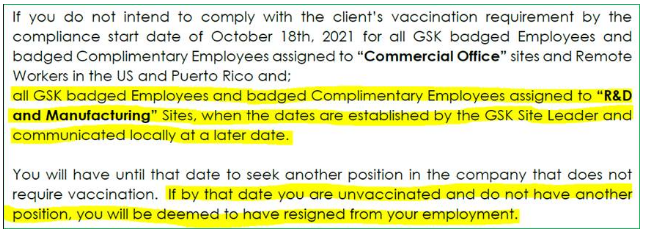 If you do not intend to comply with the client's vaccination requirement by the
compliance start date of October 18th, 2021 for all GSK badged Employees and
badged Complimentary Employees assigned to "Commercial Office" sites and Remote
Workers in the US and Puerto Rico and;
all GSK badged Employees and badged Complimentary Employees assigned to "R&D
and Manufacturing" Sites, when the dates are established by the GSK Site Leader and
communicated locally at a later date.
You will have until that date to seek another position in the company that does not
require vaccination. If by that date you are unvaccinated and do not have another
position, you will be deemed to have resigned from your employment.